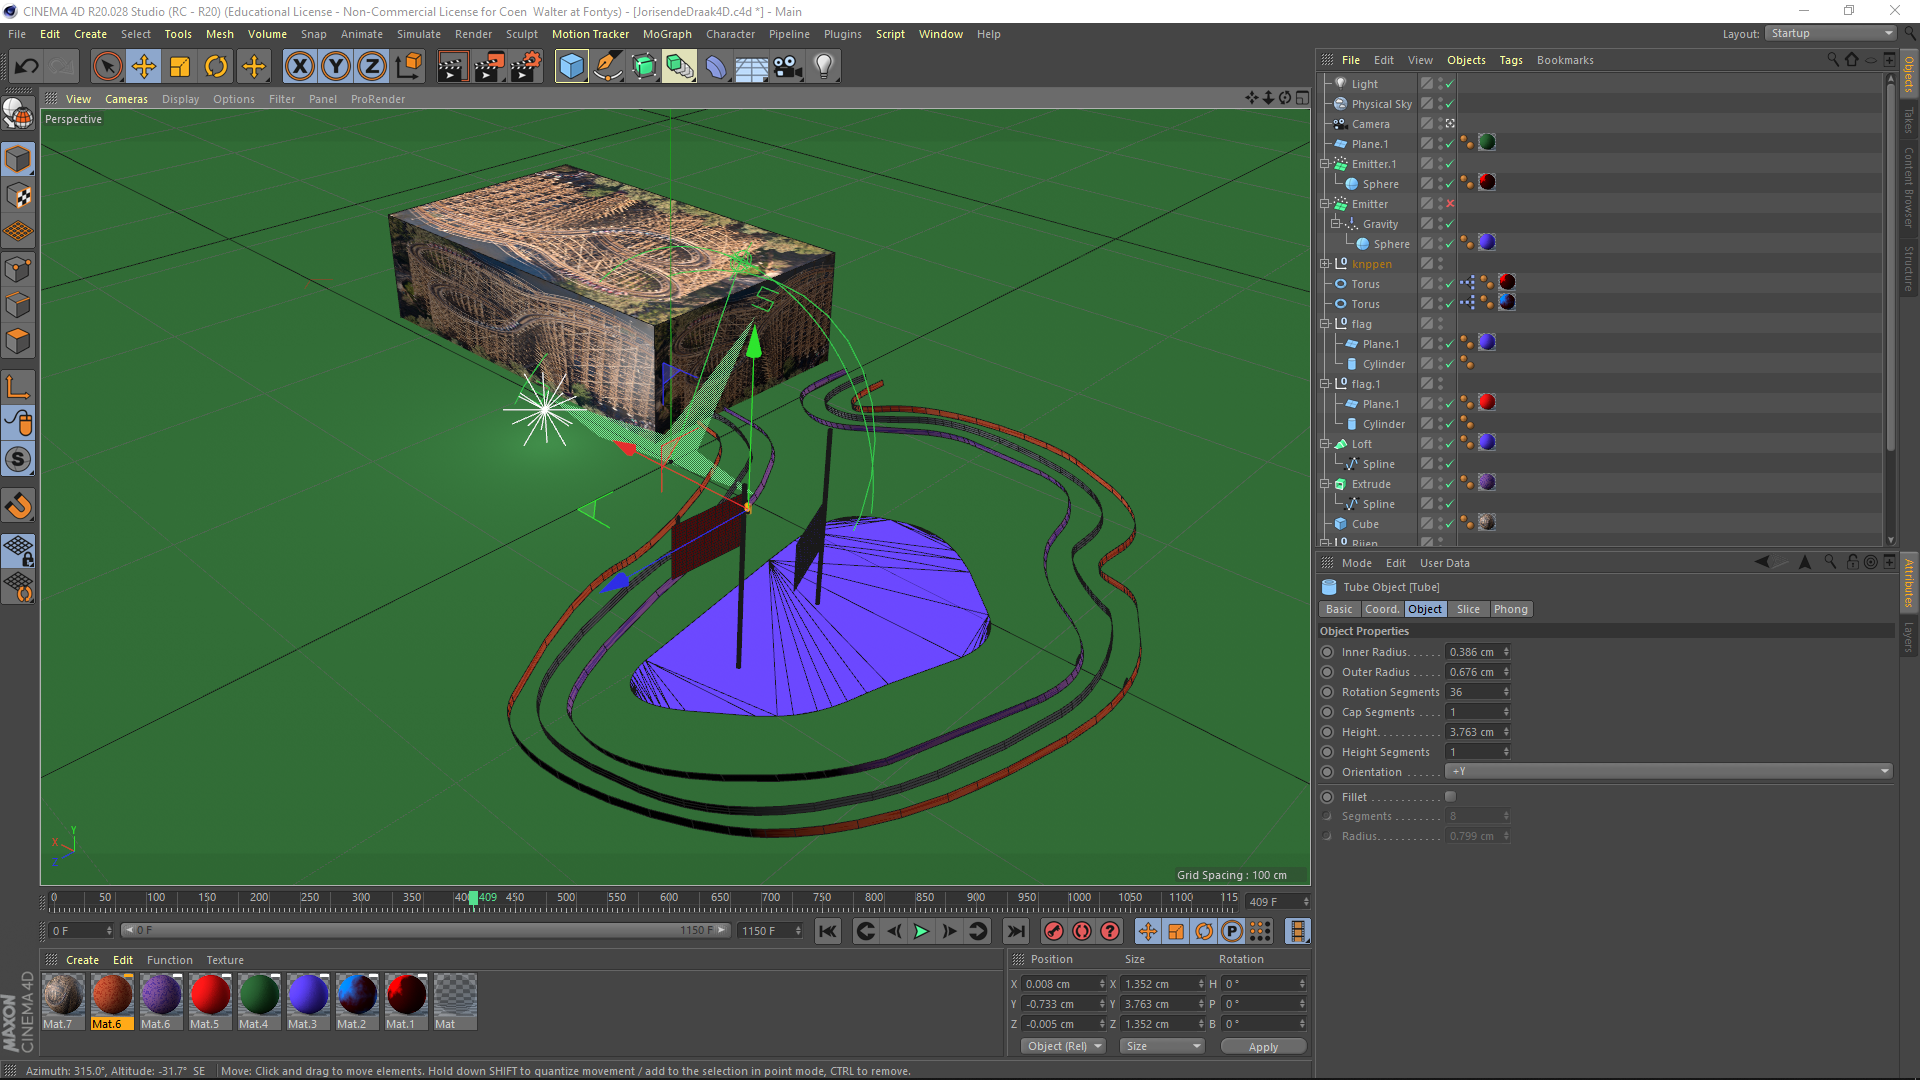 CINEMA 4D R20.028 Studio (RC - R20) (Educational License - Non-Commercial License for Coen  Walter at Fontys) - [JorisendeDraak4D.c4d *] - Main
File Edit Create Select Tools Mesh Volume Snap Animate Simulate Render Sculpt Motion Tracker MoGraph Character Pipeline Plugins Script Window Help
Layout: Startup
File Edit View Objects Tags Bookmarks
View Cameras Display Options Filter Panel ProRender
Perspective
Light
Physical Sky
Camera
Plane.1
Emitter.1
Sphere
Emitter
Gravity
Sphere
knppen
Torus
Torus
flag
Plane.1
Cylinder
flag.1
Plane.1
Cylinder
Loft
Spline
Extrude
Spline
Cube
Objects
Takes
Content Browser
Structure
Mode Edit User Data
Tube Object [Tube]
Basic Coord. Object Slice Phong
Object Properties
Inner Radius. . . . . . 0.386 cm
Outer Radius . . . . . 0.676 cm
Rotation Segments 36
Cap Segments . . . . 1
Height. . . . . . . . . . . 3.763 cm
Height Segments 1
Orientation . . . . . . +Y
Fillet . . . . . . . . . . . .
Segments . . . . . . . 8
Radius. . . . . . . . . . . 0.799 cm
Attributes
Layers
Y
X
Grid Spacing : 100 cm
0 50 100 150 200 250 300 350 40 409 450 500 550 600 650 700 750 800 850 900 950 1000 1050 1100 115
409 F
0 F 0 F 1150 F 1150 F
Create Edit Function Texture
Mat.7 Mat.6 Mat.6 Mat.5 Mat.4 Mat.3 Mat.2 Mat.1 Mat
Position Size Rotation
X 0.008 cm X 1.352 cm H 0 °
Y -0.733 cm Y 3.763 cm P 0 °
Z -0.005 cm Z 1.352 cm B 0 °
Object (Rel) Size Apply
MAXON
CINEMA 4D
Azimuth: 315.0°, Altitude: -31.7°  SE
Move: Click and drag to move elements. Hold down SHIFT to quantize movement / add to the selection in point mode, CTRL to remove.